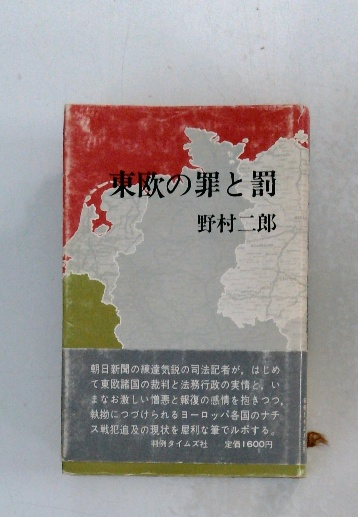 東欧の罪と罰
野村二郎
朝日新聞の練達気鋭の司法記者が，はじめ
て東欧諸国の裁判と法務行政の実情と，い
まなお激しい憎悪と報復の感情を抱きつつ，
執拗につづけられるヨーロッパ各国のナチ
ス戦犯追及の現状を犀利な筆でルポする。
判例タイムズ社 定価1600円